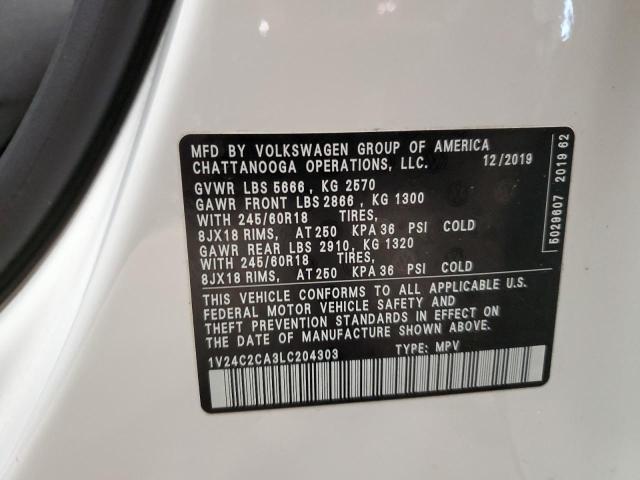 MFD BY VOLKSWAGEN GROUP OF AMERICA
CHATTANOOGA OPERATIONS, LLC. 12/2019
GVWR LBS 5666 , KG 2570
GAWR FRONT LBS 2866 , KG 1300
WITH 245/60R18 TIRES,
8JX18 RIMS, AT 250 KPA 36 PSI COLD
GAWR REAR LBS 2910, KG 1320
WITH 245/60R18 TIRES,
8JX18 RIMS, AT 250 KPA 36 PSI COLD
THIS VEHICLE CONFORMS TO ALL APPLICABLE U.S.
FEDERAL MOTOR VEHICLE SAFETY AND
THEFT PREVENTION STANDARDS IN EFFECT ON
THE DATE OF MANUFACTURE SHOWN ABOVE.
1V24C2CA3LC204303 TYPE: MPV
5029607 2019 62